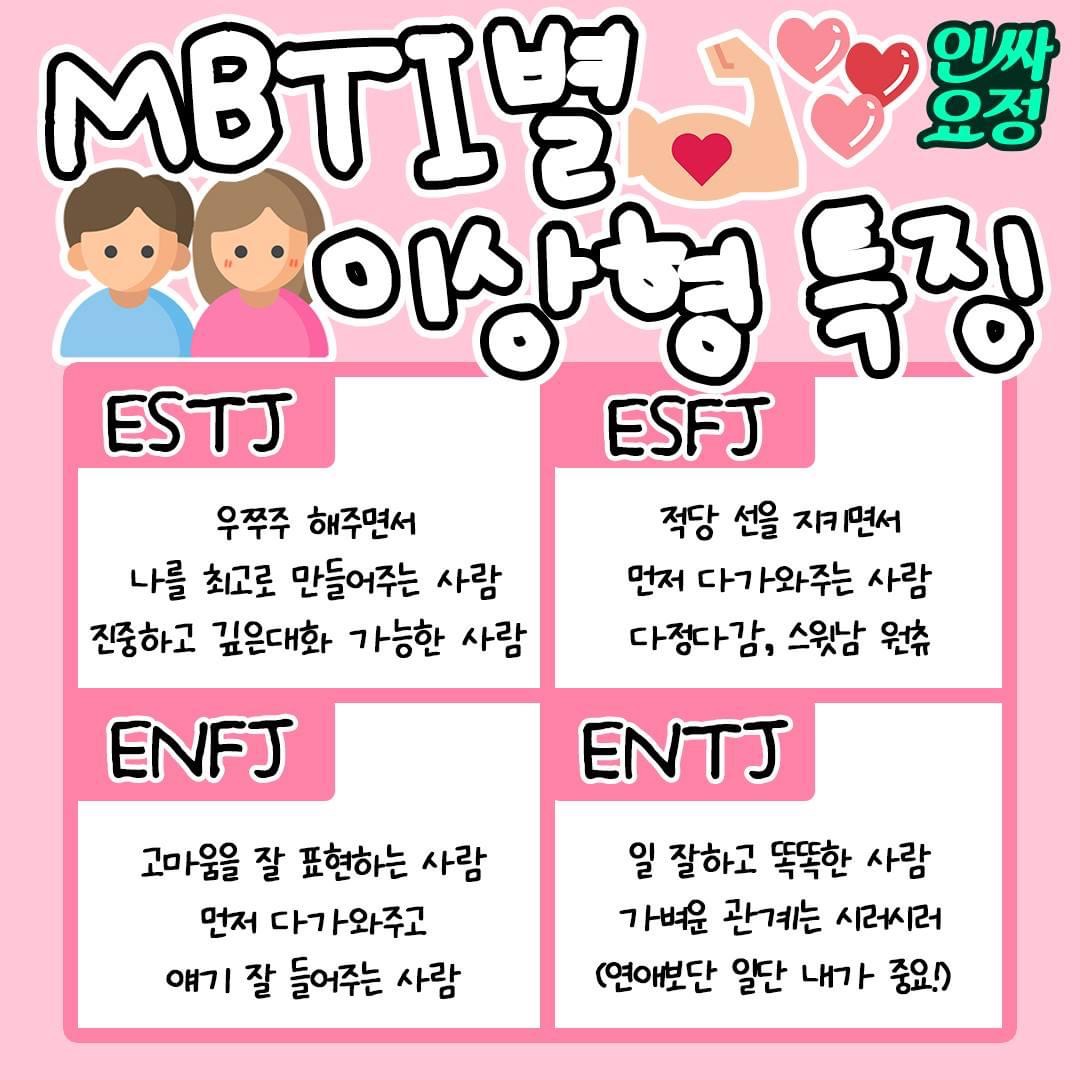 MBTI별
인싸
요정
이상형 특징
ESTJ
우쭈주 해주면서
나를 최고로 만들어주는 사람
진중하고 깊은대화 가능한 사람
ESFJ
적당 선을 지키면서
먼저 다가와주는 사람
다정다감, 스윗남 원츄
ENFJ
고마움을 잘 표현하는 사람
먼저 다가와주고
얘기 잘 들어주는 사람
ENTJ
일 잘하고 똑똑한 사람
가벼운 관계는 시러시러
(연애보단 일단 내가 중요!)